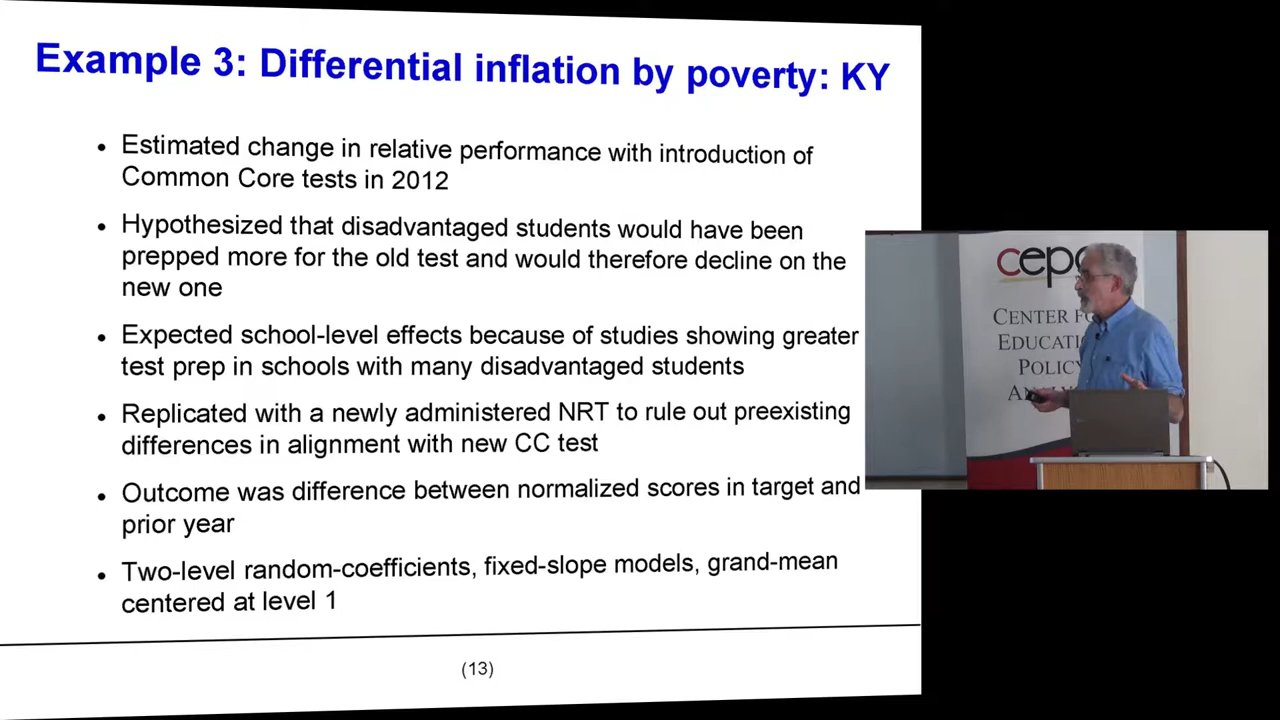 Example 3: Differential inflation by poverty: KY
• Estimated change in relative performance with introduction of
Common Core tests in 2012
• Hypothesized that disadvantaged students would have been
prepped more for the old test and would therefore decline on the
new one
• Expected school-level effects because of studies showing greater
test prep in schools with many disadvantaged students
• Replicated with a newly administered NRT to rule out preexisting
differences in alignment with new CC test
• Outcome was difference between normalized scores in target and
prior year
• Two-level random-coefficients, fixed-slope models, grand-mean
centered at level 1
(13)
cep
CENTER
EDUCATI
POLICY